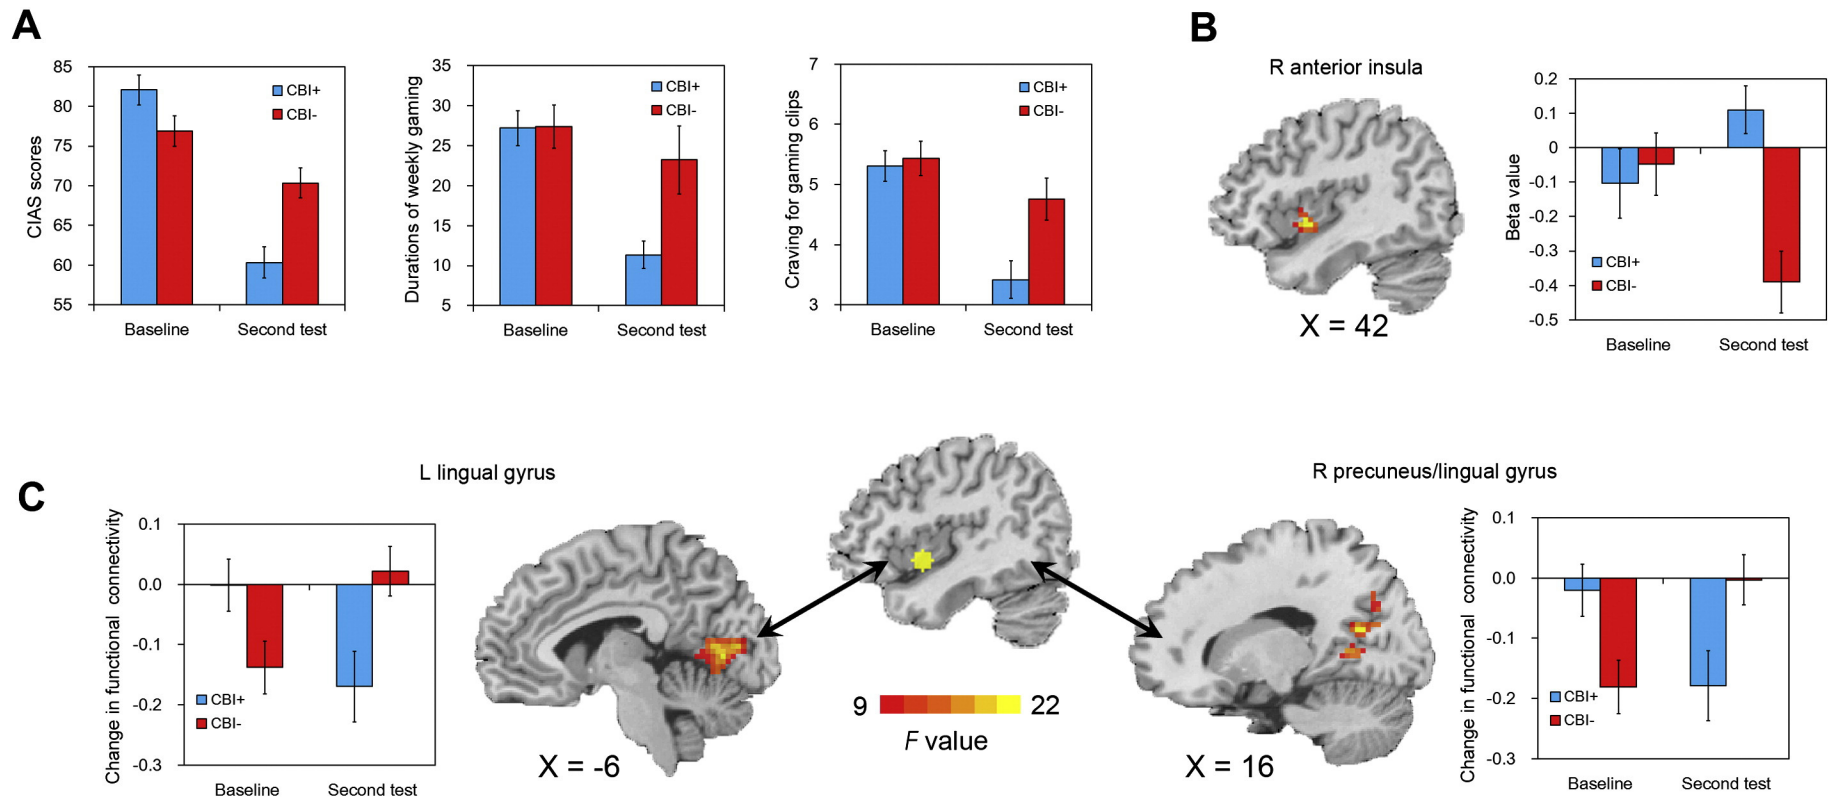 A
CIAS scores
85
80
75
70
65
60
55
CBI+
CBI-
Baseline
Second test
Durations of weekly gaming
35
30
25
20
15
10
5
CBI+
CBI-
Baseline
Second test
Craving for gaming clips
7
6
5
4
3
CBI+
CBI-
Baseline
Second test
B
R anterior insula
X = 42
Beta value
0.2
0.1
0
-0.1
-0.2
-0.3
-0.4
-0.5
CBI+
CBI-
Baseline
Second test
C
L lingual gyrus
Change in functional connectivity
0.1
0.0
-0.1
-0.2
-0.3
CBI+
CBI-
Baseline
Second test
X = -6
9
22
F value
R precuneus/lingual gyrus
X = 16
Change in functional connectivity
0.1
0.0
-0.1
-0.2
-0.3
CBI+
CBI-
Baseline
Second test